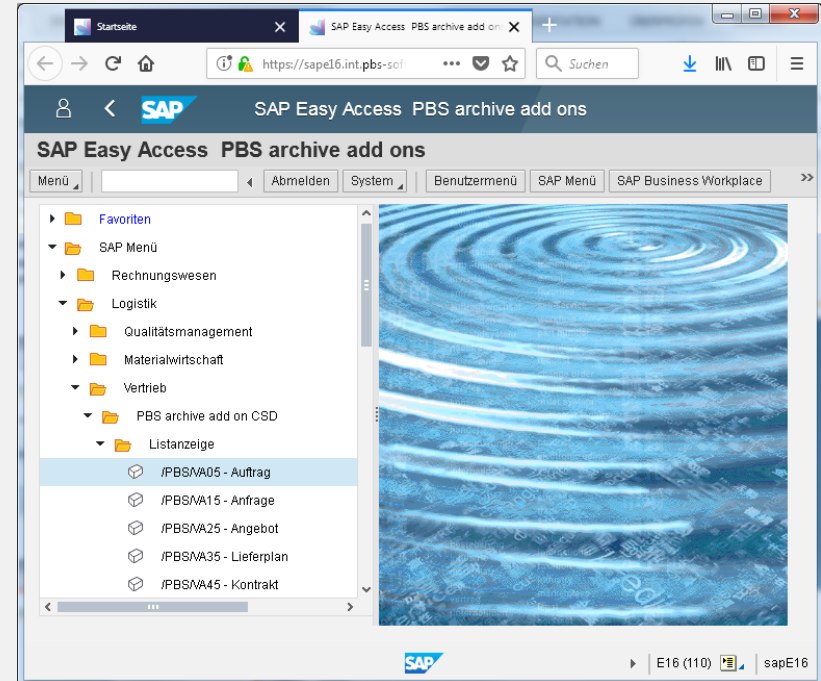 Startseite
SAP Easy Access PBS archive add on
https://sape16.int.pbs-sof
Suchen
SAP
SAP Easy Access PBS archive add ons
SAP Easy Access PBS archive add ons
Menü
Abmelden
System
Benutzermenü
SAP Menü
SAP Business Workplace
Favoriten
SAP Menü
Rechnungswesen
Logistik
Qualitätsmanagement
Materialwirtschaft
Vertrieb
PBS archive add on CSD
Listanzeige
/PBS/VA05 - Auftrag
/PBS/VA15 - Anfrage
/PBS/VA25 - Angebot
/PBS/VA35 - Lieferplan
/PBS/VA45 - Kontrakt
SAP
E16 (110)
sapE16